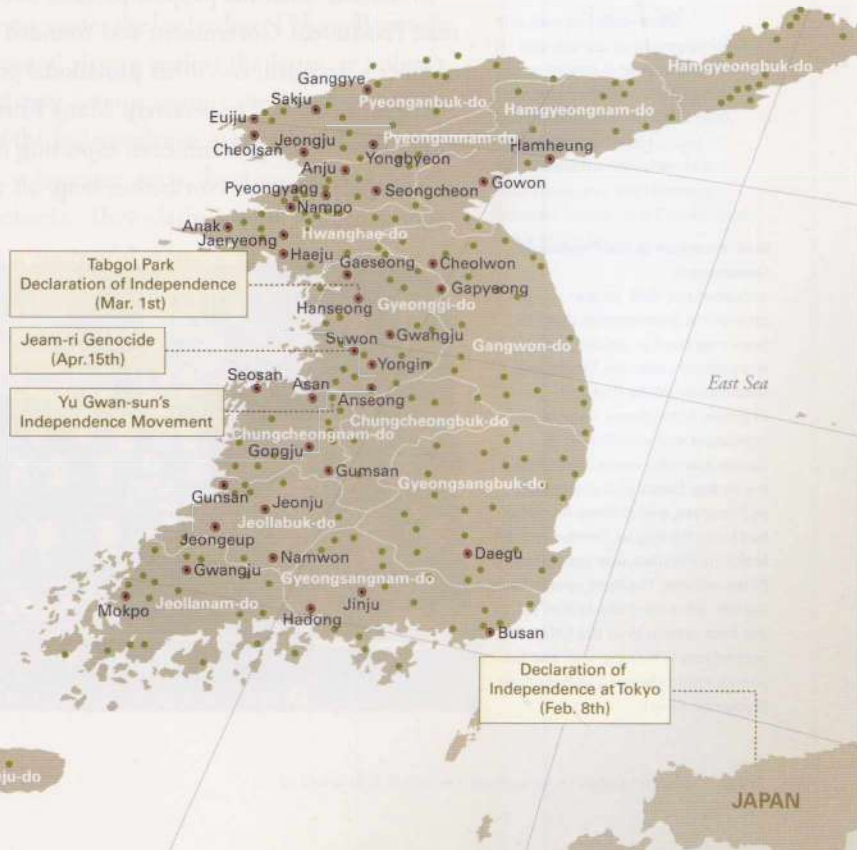 Hamgyeongbuk-do
Ganggye
Pyeonganbuk-do
Hamgyeongnam-do
Sakju
Euiju
Pyeongannam-do
Cheolsan
Jeongju
Yongbyeon
Hamheung
Anju
Pyeongyang
Seongcheon
Gowon
Nampo
Anak
Hwanghae-do
Jaeryeong
Haeju
Gaeseong
Cheolwon
Tabgol Park
Declaration of Independence
(Mar. 1st)
Gapyeong
Hanseong
Gyeonggi-do
Jeam-ri Genocide
(Apr.15th)
Suwon
Gwangju
Gangwon-do
Yongin
Seosan
Asan
Anseong
East Sea
Yu Gwan-sun's
Independence Movement
Chungcheongbuk-do
Chungcheongnam-do
Gongju
Gumsan
Gyeongsangbuk-do
Gunsan
Jeonju
Jeollabuk-do
Jeongeup
Namwon
Daegu
Gwangju
Gyeongsangnam-do
Mokpo
Jeollanam-do
Jinju
Hadong
Busan
Declaration of
Independence at Tokyo
(Feb. 8th)
ju-do
JAPAN